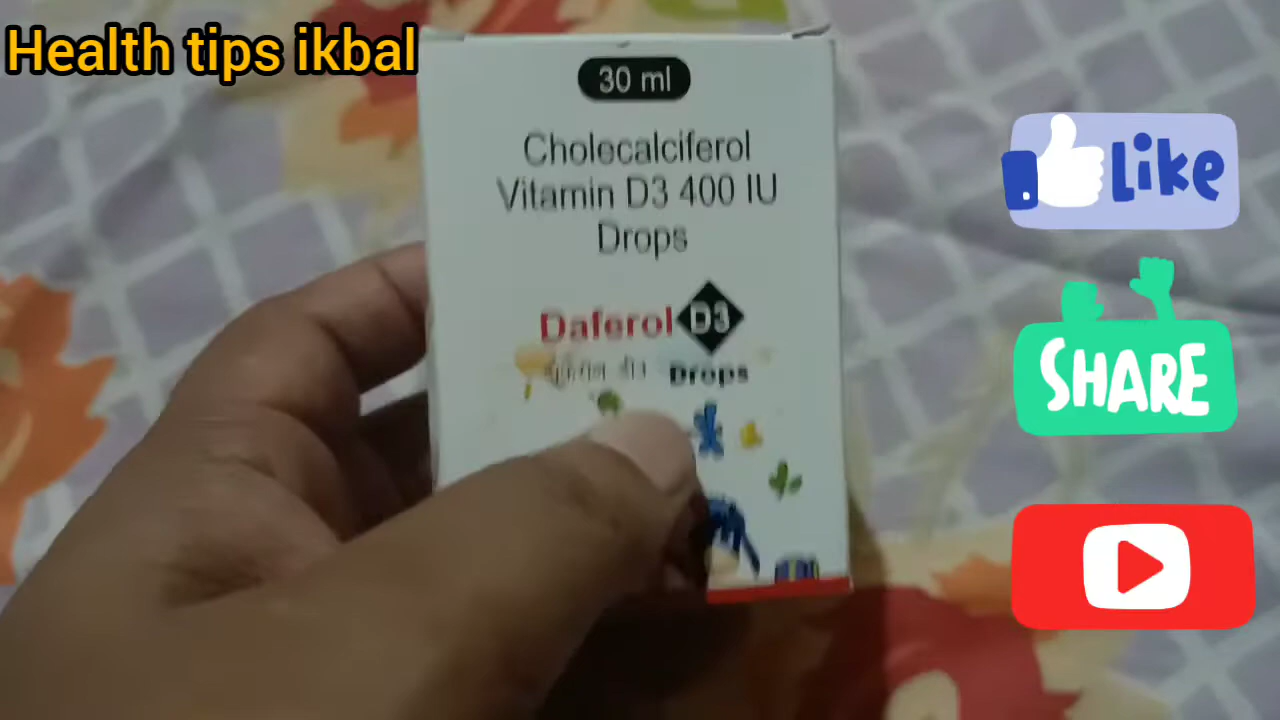 Health tips ikbal
30 ml
Cholecalciferol
Vitamin D3 400 IU
Drops
Daferol D3
Drops
LiKe
SHARE